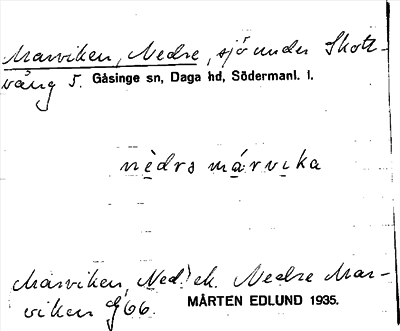 Marviken, Nedre, sjö under Skott-
vång 5. Gåsinge sn, Daga hd, Södermanl. l.
nèdrs márvika
Marviken, Ned! ek. Nedre Mar-
viken G66. MÅRTEN EDLUND 1935.